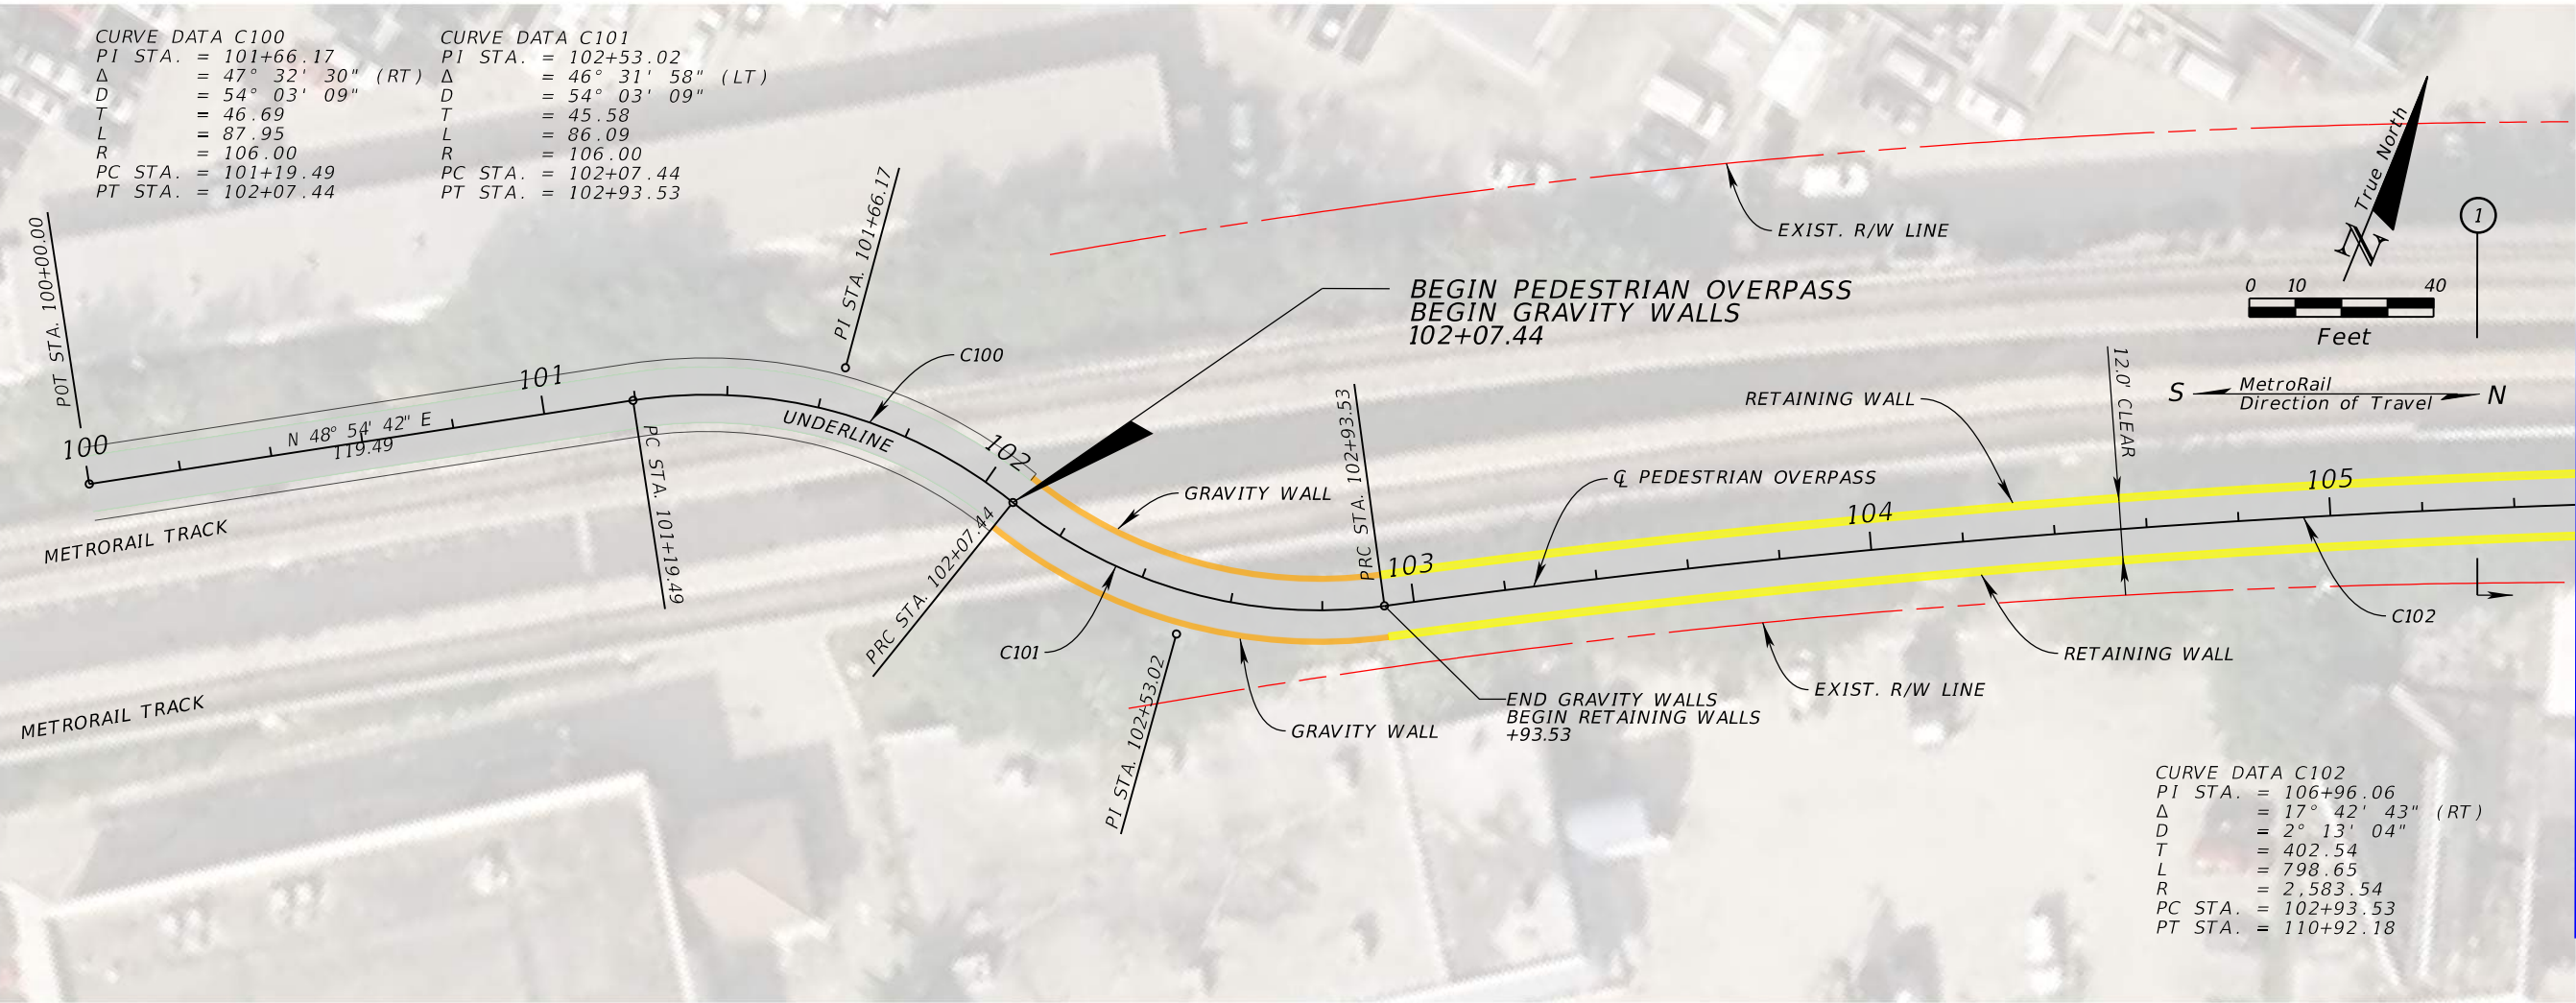 CURVE DATA C100
PI STA. = 101+66.17
Δ = 47° 32' 30" (RT)
D = 54° 03' 09"
T = 46.69
L = 87.95
R = 106.00
PC STA. = 101+19.49
PT STA. = 102+07.44
CURVE DATA C101
PI STA. = 102+53.02
Δ = 46° 31' 58" (LT)
D = 54° 03' 09"
T = 45.58
L = 86.09
R = 106.00
PC STA. = 102+07.44
PT STA. = 102+93.53
True North
N
1
0 10 40
Feet
EXIST. R/W LINE
POT STA. 100+00.00
PI STA. 101+66.17
BEGIN PEDESTRIAN OVERPASS
BEGIN GRAVITY WALLS
102+07.44
S MetroRail N
Direction of Travel
12.0' CLEAR
C100
101
100
N 48° 54' 42" E
119.49
UNDERLINE
102
PC STA. 101+19.49
PRC STA. 102+07.44
GRAVITY WALL
PRC STA. 102+93.53
RETAINING WALL
℄ PEDESTRIAN OVERPASS
103
104
105
METRORAIL TRACK
METRORAIL TRACK
C101
PI STA. 102+53.02
GRAVITY WALL
END GRAVITY WALLS
BEGIN RETAINING WALLS
+93.53
EXIST. R/W LINE
RETAINING WALL
C102
CURVE DATA C102
PI STA. = 106+96.06
Δ = 17° 42' 43" (RT)
D = 2° 13' 04"
T = 402.54
L = 798.65
R = 2,583.54
PC STA. = 102+93.53
PT STA. = 110+92.18